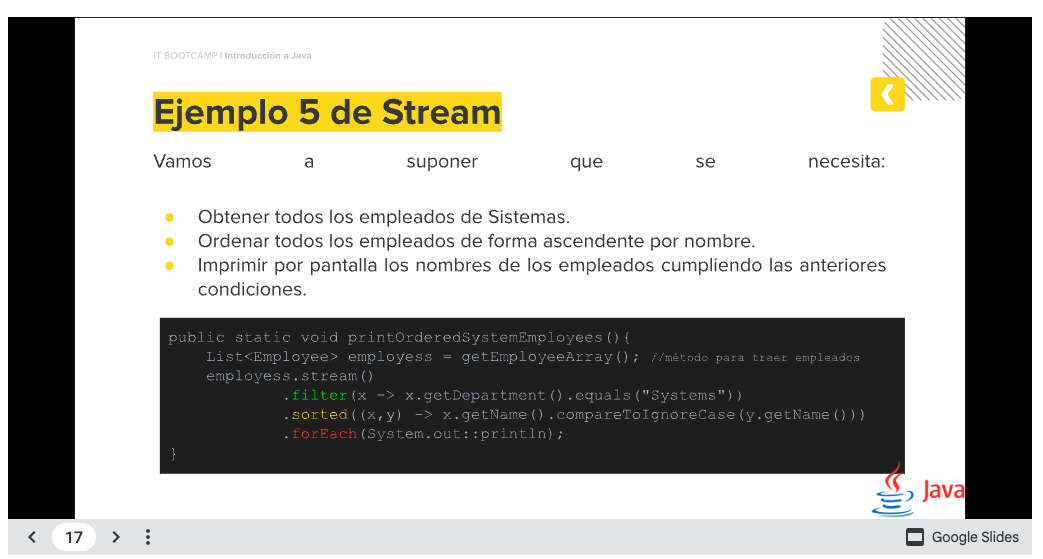 IT BOOTCAMP | Introducción a Java
Ejemplo 5 de Stream
Vamos a suponer que se necesita:
● Obtener todos los empleados de Sistemas.
● Ordenar todos los empleados de forma ascendente por nombre.
● Imprimir por pantalla los nombres de los empleados cumpliendo las anteriores
condiciones.
public static void printOrderedSystemEmployees(){
List<Employee> employess = getEmployeeArray(); //método para traer empleados
employess.stream()
.filter(x -> x.getDepartment().equals("Systems"))
.sorted((x,y) -> x.getName().compareToIgnoreCase(y.getName()))
.forEach(System.out::println);
}
Java
17
Google Slides